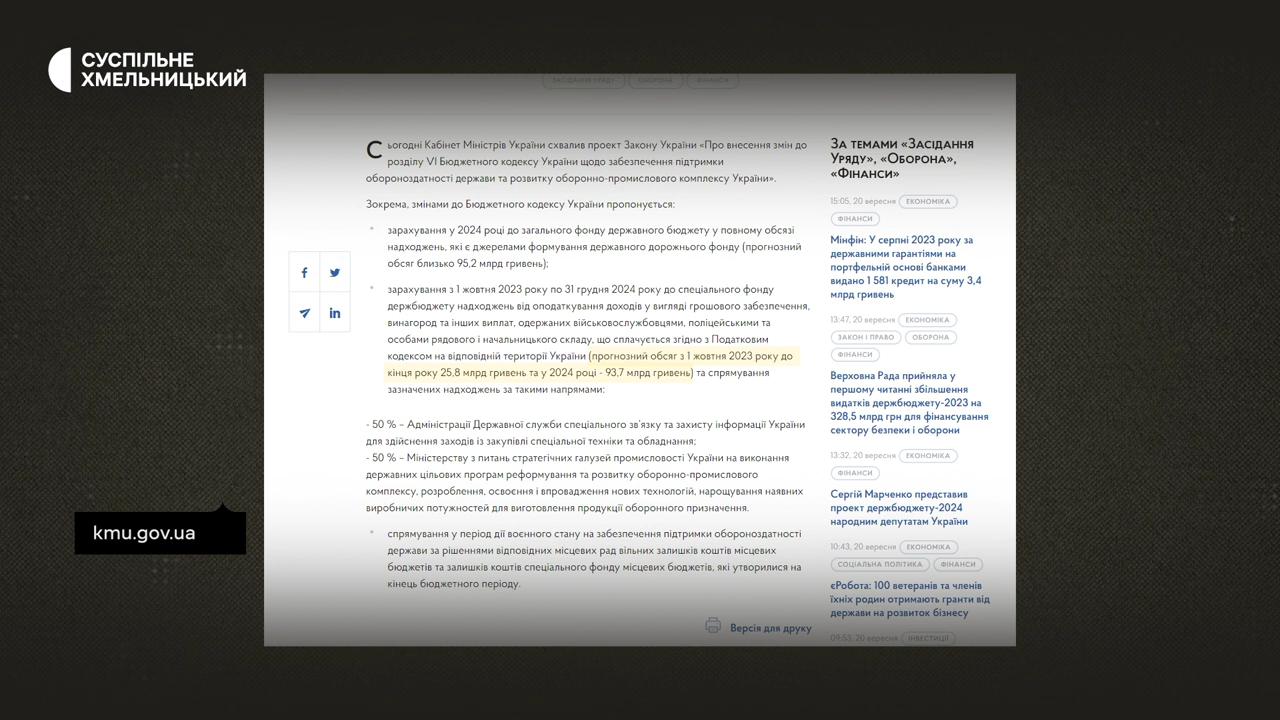 СУСПІЛЬНЕ
ХМЕЛЬНИЦЬКИЙ
ЗАСІДАННЯ УРЯДУ ОБОРОНА ФІНАНСИ
Сьогодні Кабінет Міністрів України схвалив проект Закону України «Про внесення змін до
розділу VI Бюджетного кодексу України щодо забезпечення підтримки
обороноздатності держави та розвитку оборонно-промислового комплексу України».
Зокрема, змінами до Бюджетного кодексу України пропонується:
зарахування у 2024 році до загального фонду державного бюджету у повному обсязі
надходжень, які є джерелами формування державного дорожнього фонду (прогнозний
обсяг близько 95,2 млрд гривень);
зарахування з 1 жовтня 2023 року по 31 грудня 2024 року до спеціального фонду
держбюджету надходжень від оподаткування доходів у вигляді грошового забезпечення,
винагород та інших виплат, одержаних військовослужбовцями, поліцейськими та
особами рядового і начальницького складу, що сплачується згідно з Податковим
кодексом на відповідній території України (прогнозний обсяг з 1 жовтня 2023 року до
кінця року 25,8 млрд гривень та у 2024 році - 93,7 млрд гривень) та спрямування
зазначених надходжень за такими напрямами:
- 50 % – Адміністрації Державної служби спеціального зв'язку та захисту інформації України
для здійснення заходів із закупівлі спеціальної техніки та обладнання;
- 50 % – Міністерству з питань стратегічних галузей промисловості України на виконання
державних цільових програм реформування та розвитку оборонно-промислового
комплексу, розроблення, освоєння і впровадження нових технологій, нарощування наявних
виробничих потужностей для виготовлення продукції оборонного призначення.
спрямування у період дії воєнного стану на забезпечення підтримки обороноздатності
держави за рішеннями відповідних місцевих рад вільних залишків коштів місцевих
бюджетів та залишків коштів спеціального фонду місцевих бюджетів, які утворилися на
кінець бюджетного періоду.
Версія для друку
За темами «Засідання
Уряду», «Оборона»,
«Фінанси»
15:05, 20 вересня ЕКОНОМІКА
ФІНАНСИ
Мінфін: У серпні 2023 року за
державними гарантіями на
портфельній основі банками
видано 1 581 кредит на суму 3,4
млрд гривень
13:47, 20 вересня ЕКОНОМІКА
ЗАКОН І ПРАВО ОБОРОНА
ФІНАНСИ
Верховна Рада прийняла у
першому читанні збільшення
видатків держбюджету-2023 на
328,5 млрд грн для фінансування
сектору безпеки і оборони
13:32, 20 вересня ЕКОНОМІКА
ФІНАНСИ
Сергій Марченко представив
проект держбюджету-2024
народним депутатам України
10:43, 20 вересня ЕКОНОМІКА
СОЦІАЛЬНА ПОЛІТИКА ФІНАНСИ
єРобота: 100 ветеранів та членів
їхніх родин отримають гранти від
держави на розвиток бізнесу
09:53, 20 вересня ІНВЕСТИЦІЇ
kmu.gov.ua